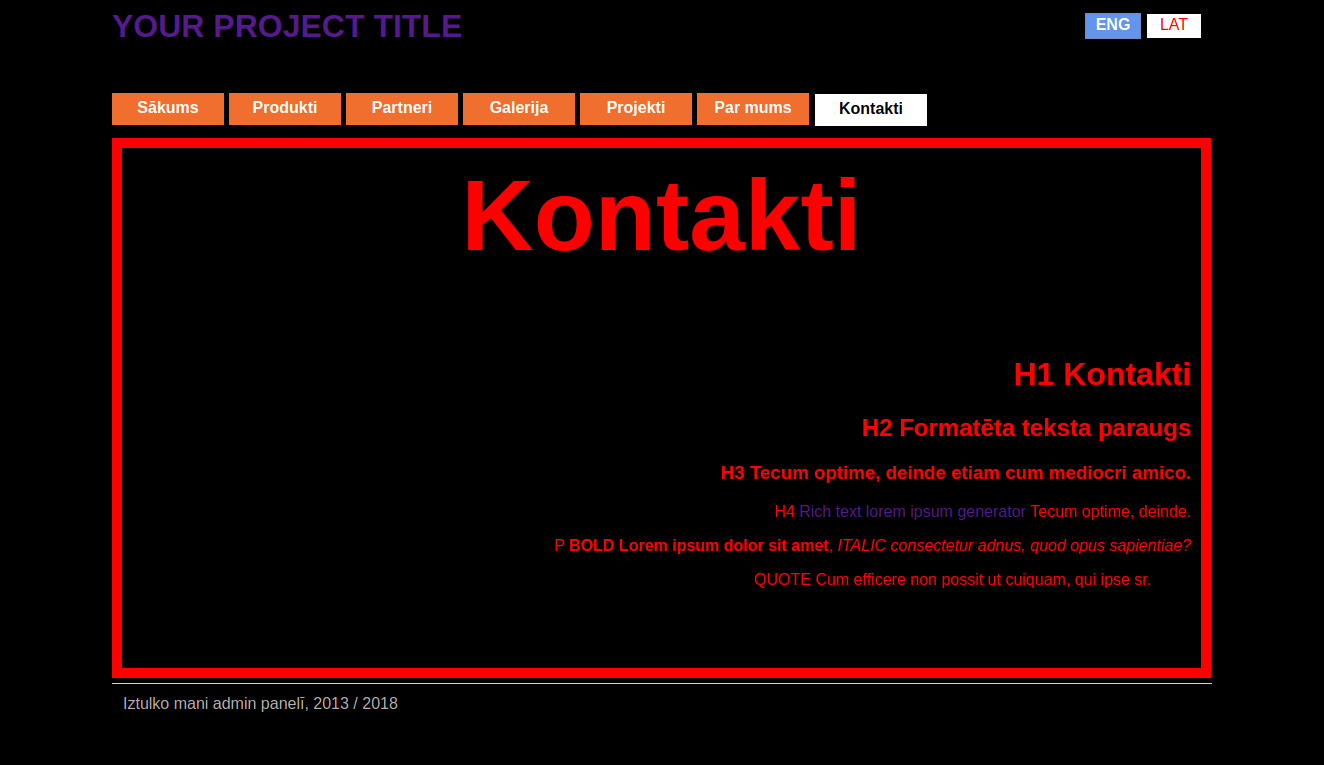 YOUR PROJECT TITLE
ENG LAT
Sākums Produkti Partneri Galerija Projekti Par mums Kontakti
Kontakti
H1 Kontakti
H2 Formatēta teksta paraugs
H3 Tecum optime, deinde etiam cum mediocri amico.
H4 Rich text lorem ipsum generator Tecum optime, deinde.
P BOLD Lorem ipsum dolor sit amet, ITALIC consectetur adnus, quod opus sapientiae?
QUOTE Cum efficere non possit ut cuiquam, qui ipse sr.
Iztulko mani admin panelī, 2013 / 2018